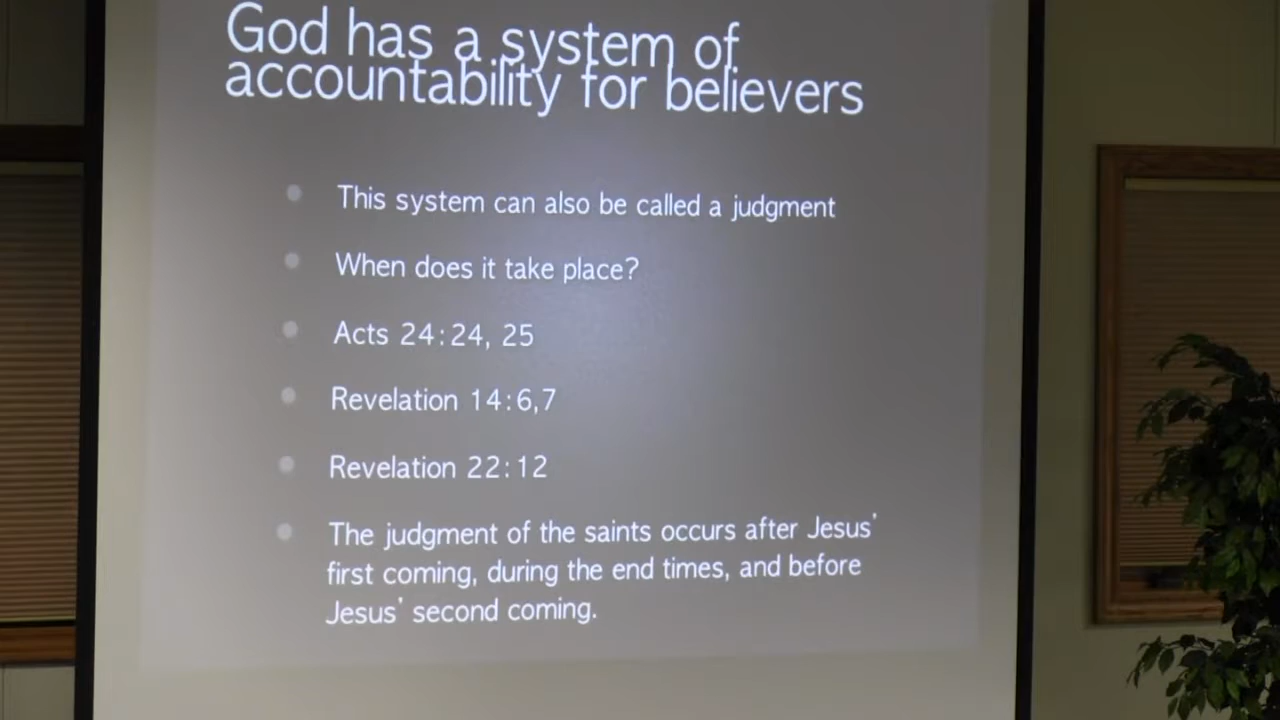 God has a system of
accountability for believers
This system can also be called a judgment
When does it take place?
Acts 24:24, 25
Revelation 14:6,7
Revelation 22:12
The judgment of the saints occurs after Jesus'
first coming, during the end times, and before
Jesus' second coming.